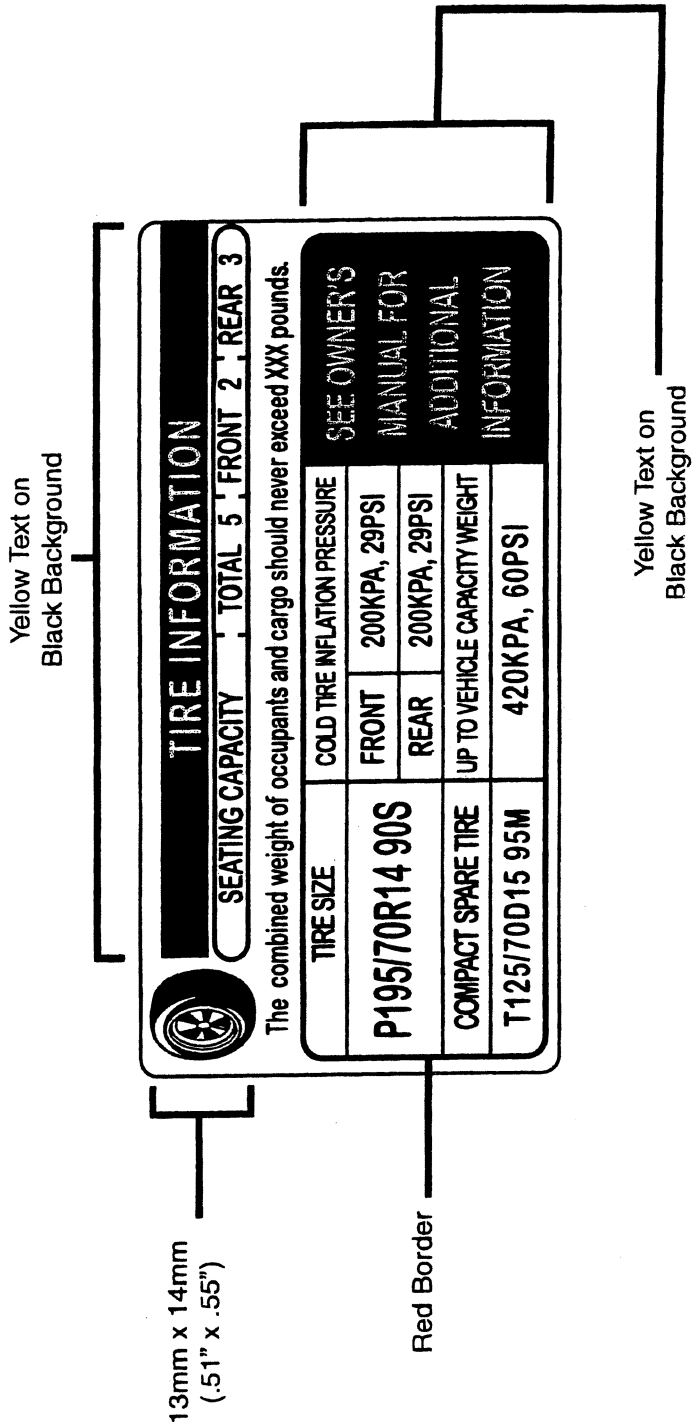 Yellow Text on
Black Background
13mm x 14mm
(.51" x .55")
TIRE INFORMATION
SEATING CAPACITY TOTAL 5 FRONT 2 REAR 3
The combined weight of occupants and cargo should never exceed XXX pounds.
TIRE SIZE
COLD TIRE INFLATION PRESSURE
P195/70R14 90S
FRONT 200KPA, 29PSI
REAR 200KPA, 29PSI
COMPACT SPARE TIRE
UP TO VEHICLE CAPACITY WEIGHT
T125/70D15 95M
420KPA, 60PSI
SEE OWNER'S
MANUAL FOR
ADDITIONAL
INFORMATION
Red Border
Yellow Text on
Black Background